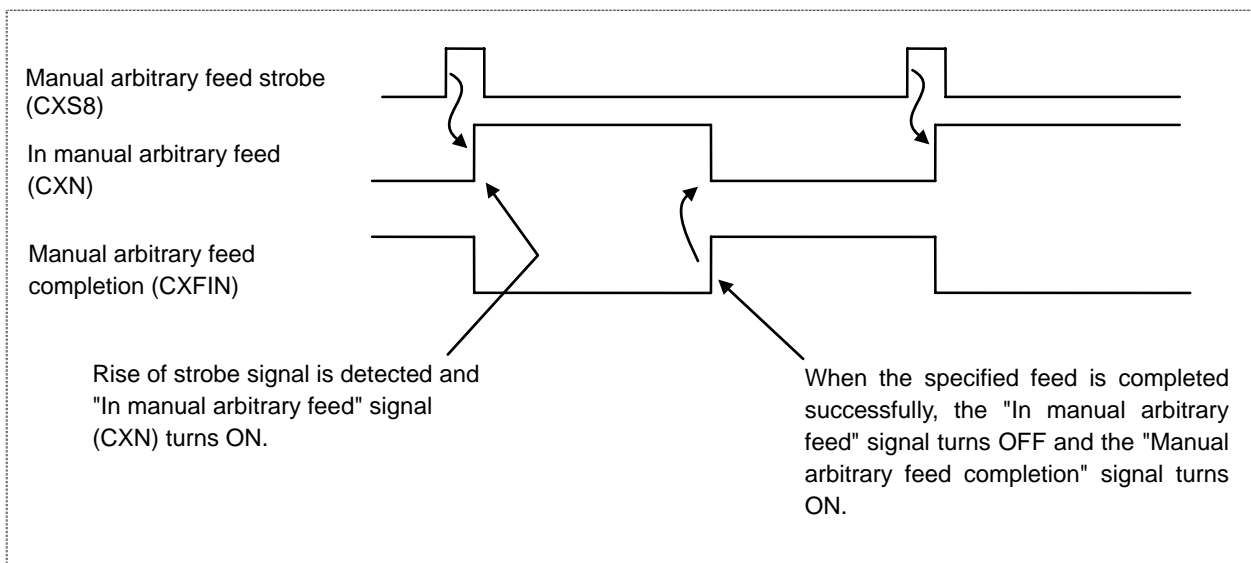 Manual arbitrary feed strobe
(CXS8)
In manual arbitrary feed
(CXN)
Manual arbitrary feed
completion (CXFIN)
Rise of strobe signal is detected and
"In manual arbitrary feed" signal
(CXN) turns ON.
When the specified feed is completed
successfully, the "In manual arbitrary
feed" signal turns OFF and the "Manual
arbitrary feed completion" signal turns
ON.